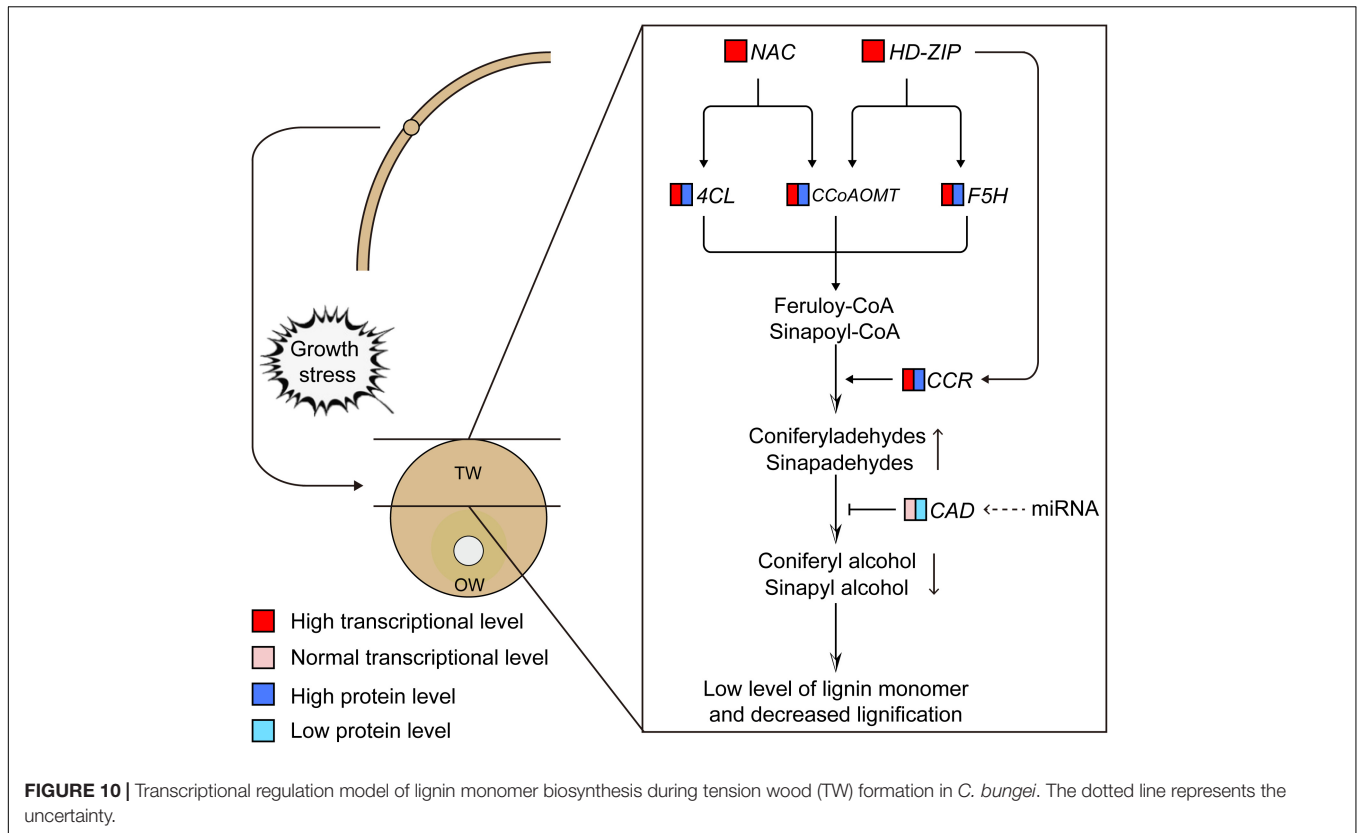 NAC
HD-ZIP
4CL
CCoAOMT
F5H
Feruloy-CoA
Sinapoyl-CoA
Growth
stress
CCR
Coniferyladehydes
Sinapadehydes
TW
CAD
miRNA
Coniferyl alcohol
Sinapyl alcohol
OW
High transcriptional level
Normal transcriptional level
High protein level
Low protein level
Low level of lignin monomer
and decreased lignification
FIGURE 10 | Transcriptional regulation model of lignin monomer biosynthesis during tension wood (TW) formation in C. bungei. The dotted line represents the
uncertainty.